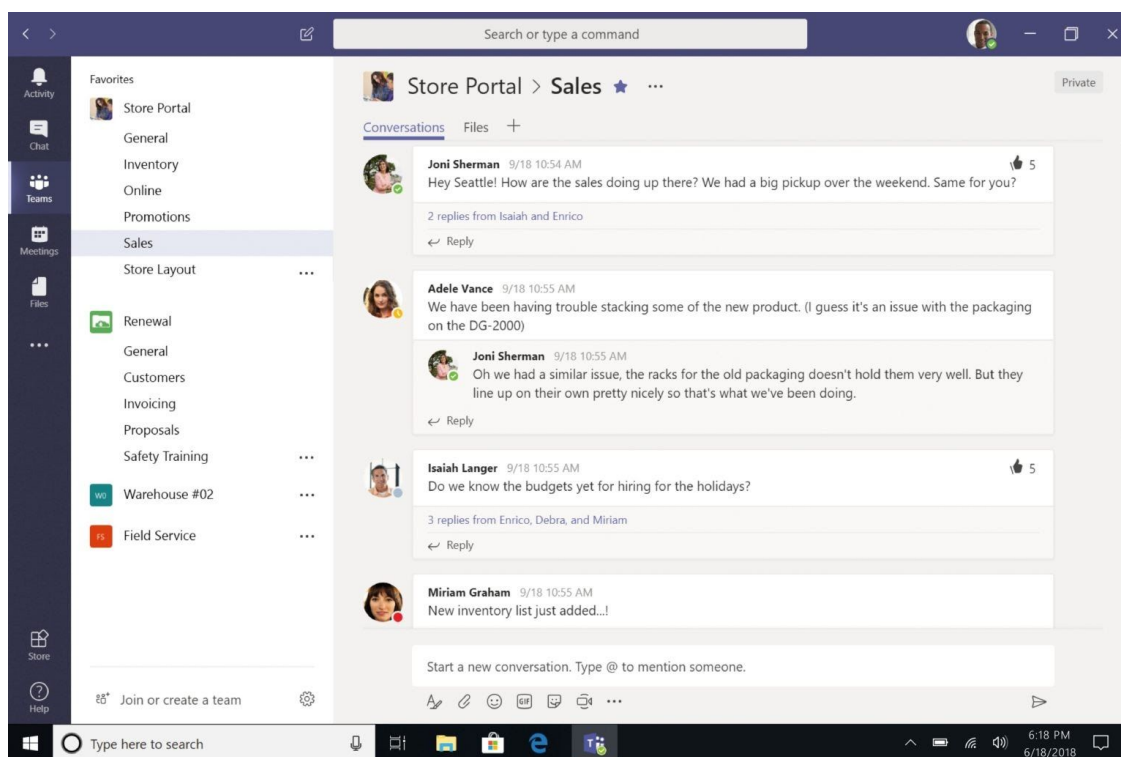 Search or type a command
Activity
Chat
Teams
Meetings
Files
Store
Help
Favorites
Store Portal
General
Inventory
Online
Promotions
Sales
Store Layout
Renewal
General
Customers
Invoicing
Proposals
Safety Training
W0 Warehouse #02
FS Field Service
Join or create a team
Store Portal > Sales
Private
Conversations Files
Joni Sherman 9/18 10:54 AM 5
Hey Seattle! How are the sales doing up there? We had a big pickup over the weekend. Same for you?
2 replies from Isaiah and Enrico
Reply
Adele Vance 9/18 10:55 AM
We have been having trouble stacking some of the new product. (I guess it's an issue with the packaging
on the DG-2000)
Joni Sherman 9/18 10:55 AM
Oh we had a similar issue, the racks for the old packaging doesn't hold them very well. But they
line up on their own pretty nicely so that's what we've been doing.
Reply
Isaiah Langer 9/18 10:55 AM 5
Do we know the budgets yet for hiring for the holidays?
3 replies from Enrico, Debra, and Miriam
Reply
Miriam Graham 9/18 10:55 AM
New inventory list just added...!
Start a new conversation. Type @ to mention someone.
GIF
Type here to search
6:18 PM
6/18/2018